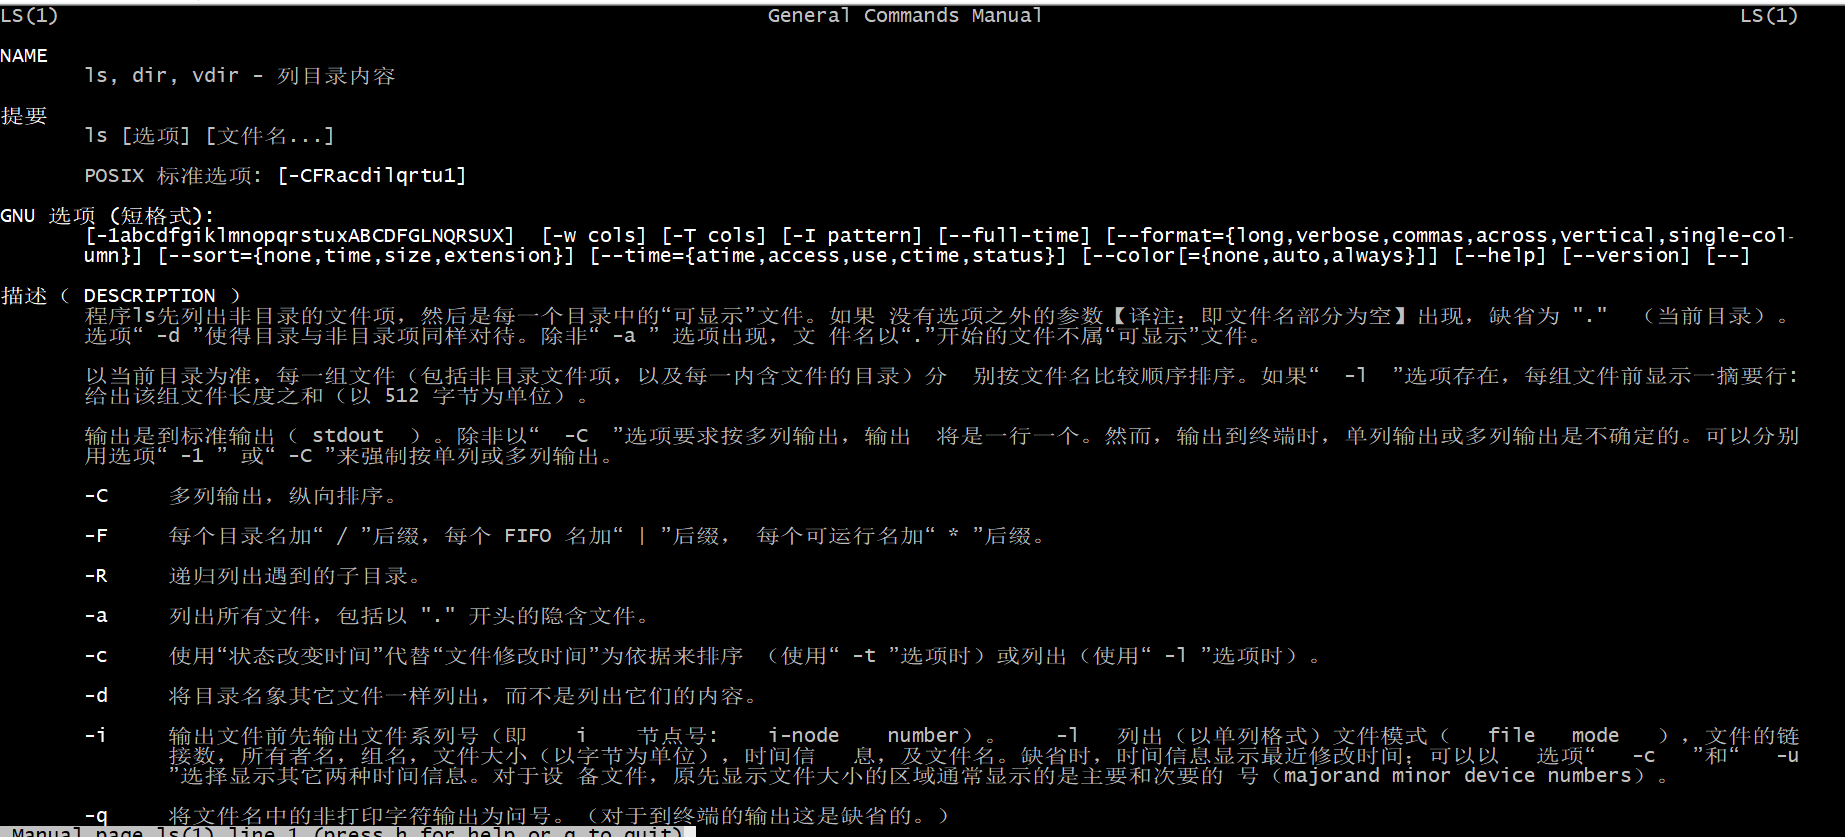 LS(1) General Commands Manual LS(1)
NAME
ls, dir, vdir - 列目录内容
提要
ls [选项] [文件名...]
POSIX 标准选项: [-CFRacdilqrtu1]
GNU 选项 (短格式):
[-1abcdfgiklmnopqrstuxABCDFGLNQRSUX] [-w cols] [-T cols] [-I pattern] [--full-time] [--format={long,verbose,commas,across,vertical,single-col-
umn}] [--sort={none,time,size,extension}] [--time={atime,access,use,ctime,status}] [--color[={none,auto,always}]] [--help] [--version] [--]
描述（ DESCRIPTION ）
程序ls先列出非目录的文件项，然后是每一个目录中的“可显示”文件。如果 没有选项之外的参数【译注：即文件名部分为空】出现，缺省为 "." （当前目录）。
选项“ -d ”使得目录与非目录项同样对待。除非“ -a ” 选项出现，文 件名以“.”开始的文件不属“可显示”文件。
以当前目录为准，每一组文件（包括非目录文件项，以及每一内含文件的目录）分 别按文件名比较顺序排序。如果“ -l ”选项存在，每组文件前显示一摘要行:
给出该组文件长度之和（以 512 字节为单位）。
输出是到标准输出（ stdout ）。除非以“ -C ”选项要求按多列输出，输出 将是一行一个。然而，输出到终端时，单列输出或多列输出是不确定的。可以分别
用选项“ -1 ” 或“ -C ”来强制按单列或多列输出。
-C 多列输出，纵向排序。
-F 每个目录名加“ / ”后缀，每个 FIFO 名加“ | ”后缀， 每个可运行名加“ * ”后缀。
-R 递归列出遇到的子目录。
-a 列出所有文件，包括以 "." 开头的隐含文件。
-c 使用“状态改变时间”代替“文件修改时间”为依据来排序 （使用“ -t ”选项时）或列出（使用“ -l ”选项时）。
-d 将目录名象其它文件一样列出，而不是列出它们的内容。
-i 输出文件前先输出文件系列号（即 i 节点号: i-node number）。 -l 列出（以单列格式）文件模式（ file mode ），文件的链
接数，所有者名，组名，文件大小（以字节为单位），时间信 息，及文件名。缺省时，时间信息显示最近修改时间；可以以 选项“ -c ”和“ -u
”选择显示其它两种时间信息。对于设 备文件，原先显示文件大小的区域通常显示的是主要和次要的 号（majorand minor device numbers）。
-q 将文件名中的非打印字符输出为问号。（对于到终端的输出这是缺省的。）
Manual page ls(1) line 1 (press h for help or q to quit)